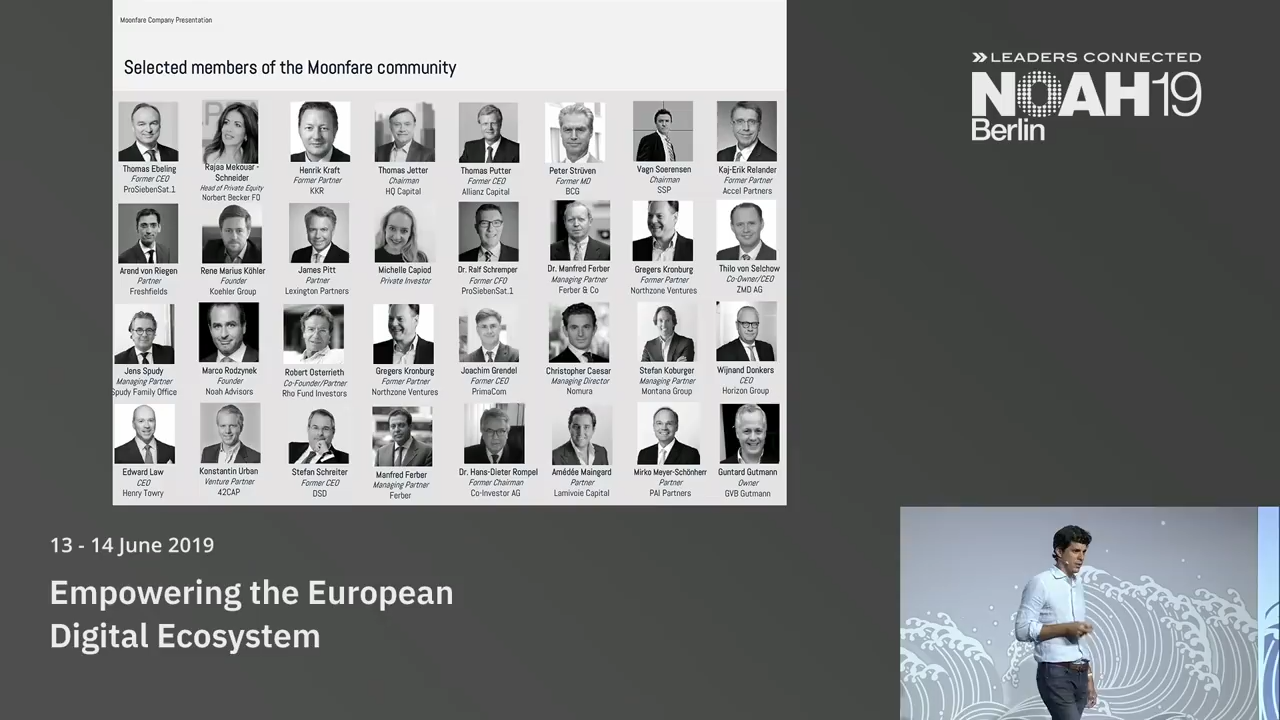 Moonfare Company Presentation
Selected members of the Moonfare community
Thomas Ebeling
Former CEO
ProSiebenSat.1
Rajaa Mekouar -
Schneider
Head of Private Equity
Norbert Becker FO
Henrik Kraft
Former Partner
KKR
Thomas Jetter
Chairman
HQ Capital
Thomas Putter
Former CEO
Allianz Capital
Peter Strüven
Former MD
BCG
Vagn Soerensen
Chairman
SSP
Kaj-Erik Relander
Former Partner
Accel Partners
Arend von Riegen
Partner
Freshfields
Rene Marius Köhler
Founder
Koehler Group
James Pitt
Partner
Lexington Partners
Michelle Capiod
Private Investor
Dr. Ralf Schremper
Former CFO
ProSiebenSat.1
Dr. Manfred Ferber
Managing Partner
Ferber & Co
Gregers Kronburg
Former Partner
Northzone Ventures
Thilo von Selchow
Co-Owner/CEO
ZMD AG
Jens Spudy
Managing Partner
Spudy Family Office
Marco Rodzynek
Founder
Noah Advisors
Robert Osterrieth
Co-Founder/Partner
Rho Fund Investors
Gregers Kronburg
Former Partner
Northzone Ventures
Joachim Grendel
Former CEO
PrimaCom
Christopher Caesar
Managing Director
Nomura
Stefan Koburger
Managing Partner
Montana Group
Wijnand Donkers
CEO
Horizon Group
Edward Law
CEO
Henry Towry
Konstantin Urban
Venture Partner
42CAP
Stefan Schreiter
Former CEO
DSD
Manfred Ferber
Managing Partner
Ferber
Dr. Hans-Dieter Rompel
Former Chairman
Co-Investor AG
Amédée Maingard
Partner
Lamivoie Capital
Mirko Meyer-Schönherr
Partner
PAI Partners
Guntard Gutmann
Owner
GVB Gutmann
LEADERS CONNECTED
NOAH19
Berlin
13 - 14 June 2019
Empowering the European
Digital Ecosystem